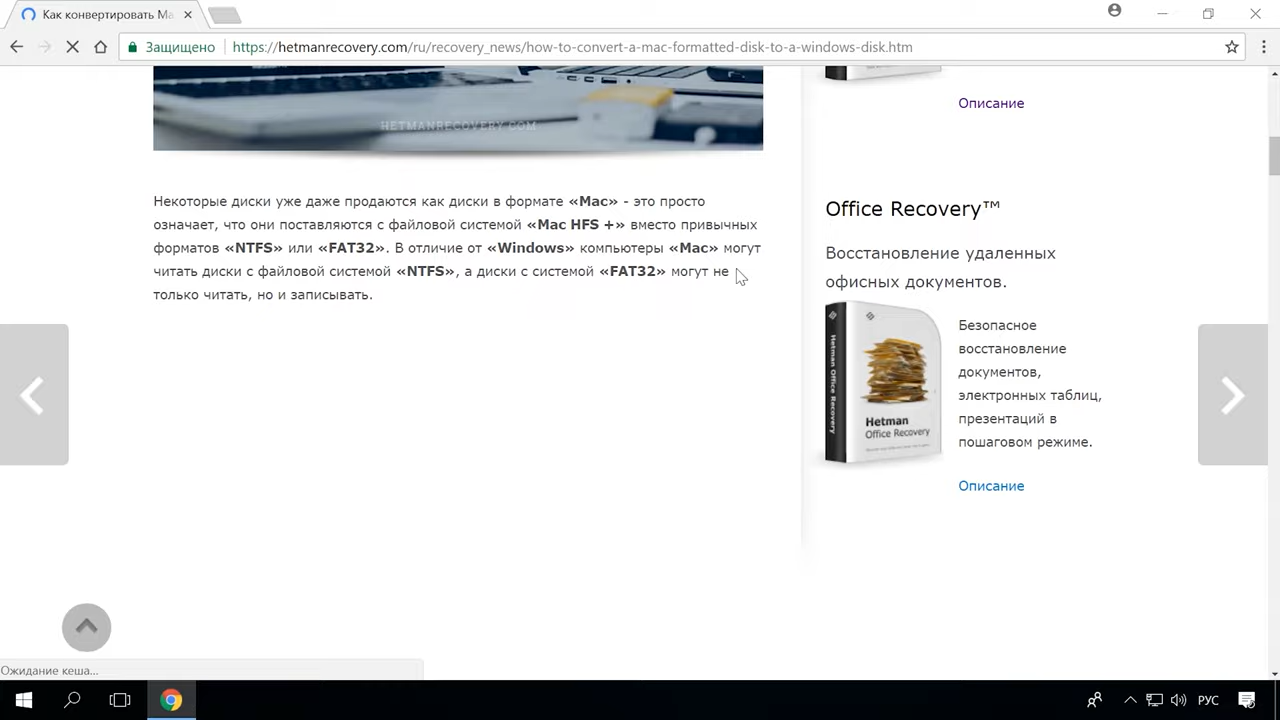 Как конвертировать Ma
Защищено
https://hetmanrecovery.com/ru/recovery_news/how-to-convert-a-mac-formatted-disk-to-a-windows-disk.htm
HETMANRECOVERY.COM
Некоторые диски уже даже продаются как диски в формате «Mac» - это просто
означает, что они поставляются с файловой системой «Mac HFS +» вместо привычных
форматов «NTFS» или «FAT32». В отличие от «Windows» компьютеры «Mac» могут
читать диски с файловой системой «NTFS», а диски с системой «FAT32» могут не
только читать, но и записывать.
Описание
Office Recovery™
Восстановление удаленных
офисных документов.
Hetman Office Recovery
Hetman
Office Recovery
Безопасное
восстановление
документов,
электронных таблиц,
презентаций в
пошаговом режиме.
Описание
Ожидание кеша...
РУС